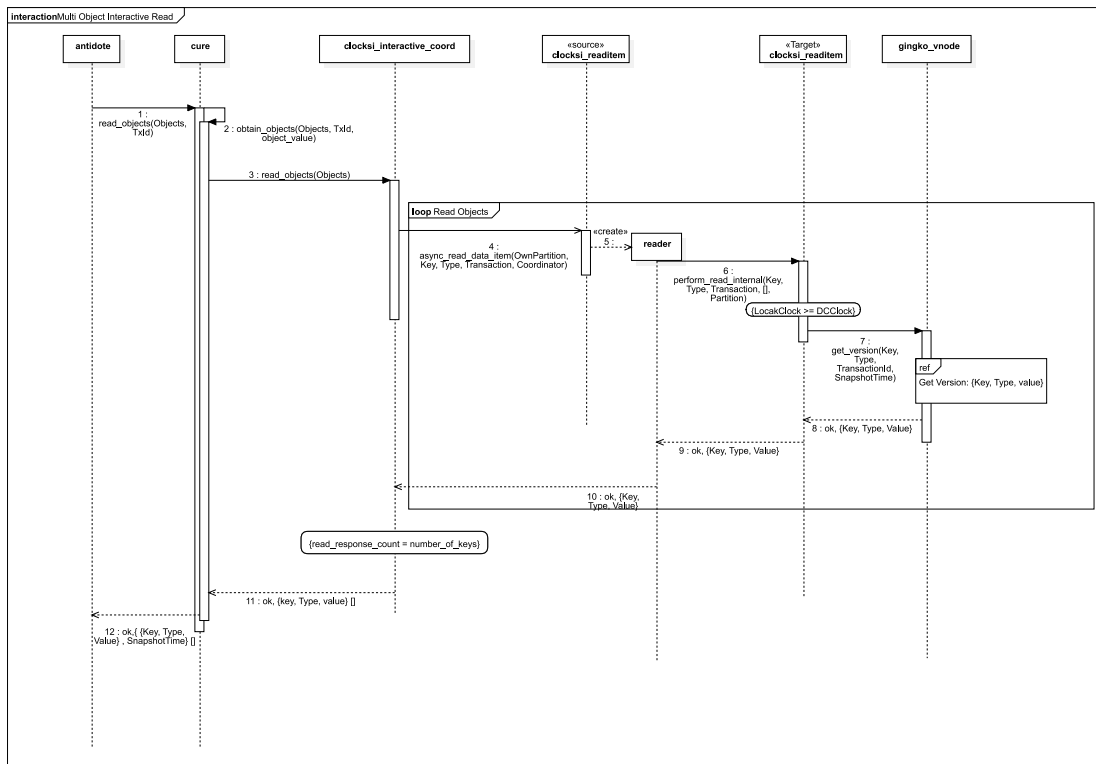 interactionMulti Object Interactive Read
antidote
cure
clocksi_interactive_coord
«source»
clocksi_readitem
«Target»
clocksi_readitem
gingko_vnode
1 :
read_objects(Objects,
TxId)
2 : obtain_objects(Objects, TxId,
object_value)
3 : read_objects(Objects)
loop Read Objects
4 :
async_read_data_item(OwnPartition,
Key, Type, Transaction, Coordinator)
«create»
5 :
reader
6 :
perform_read_internal(Key,
Type, Transaction, [],
Partition)
{LocakClock >= DCClock}
7 :
get_version(Key,
Type,
TransactionId,
SnapshotTime)
ref
Get Version: {Key, Type, value}
8 : ok, {Key, Type, Value}
9 : ok, {Key, Type, Value}
10 : ok, {Key,
Type, Value}
{read_response_count = number_of_keys}
11 : ok, {key, Type, value} []
12 : ok,{ {Key, Type,
Value} , SnapshotTime} []